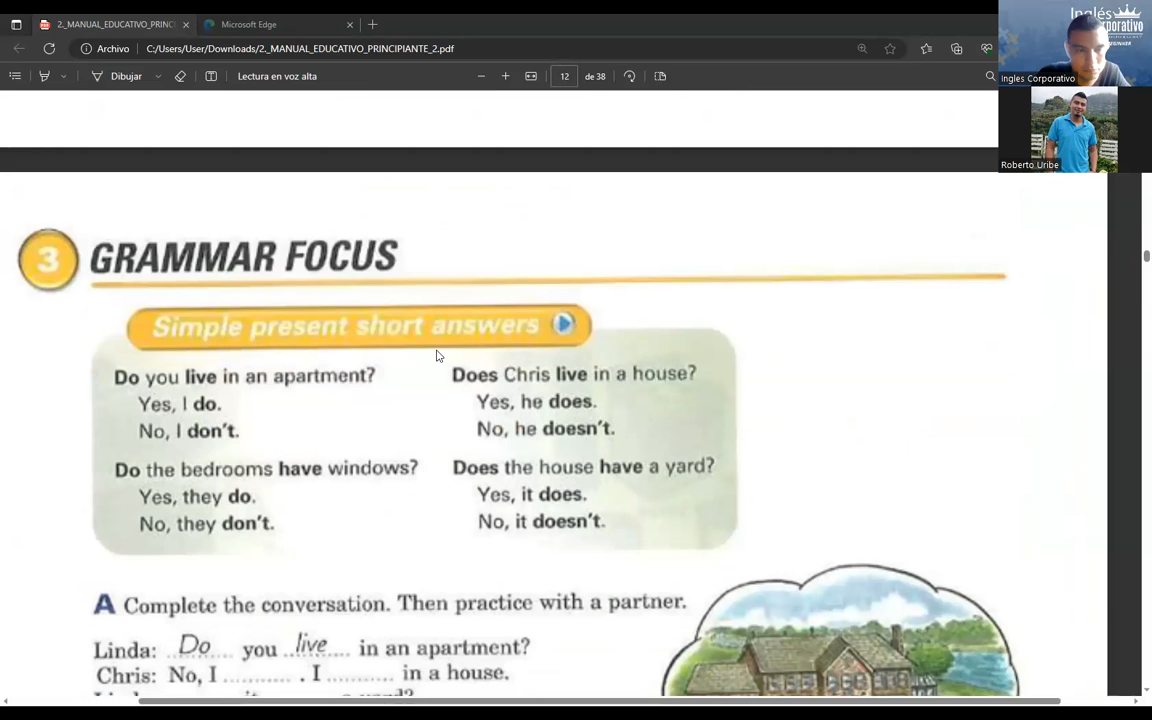 2._MANUAL_EDUCATIVO_PRINC
Microsoft Edge
Archivo
C:/Users/User/Downloads/2._MANUAL_EDUCATIVO_PRINCIPIANTE_2.pdf
Dibujar
Lectura en voz alta
12
de 38
Inglés
Corporativo
BEGINNER
Ingles Corporativo
Roberto Uribe
3 GRAMMAR FOCUS
Simple present short answers
Do you live in an apartment?
Yes, I do.
No, I don't.
Do the bedrooms have windows?
Yes, they do.
No, they don't.
Does Chris live in a house?
Yes, he does.
No, he doesn't.
Does the house have a yard?
Yes, it does.
No, it doesn't.
A Complete the conversation. Then practice with a partner.
Linda: Do you live in an apartment?
Chris: No, I .......... . I .......... in a house.